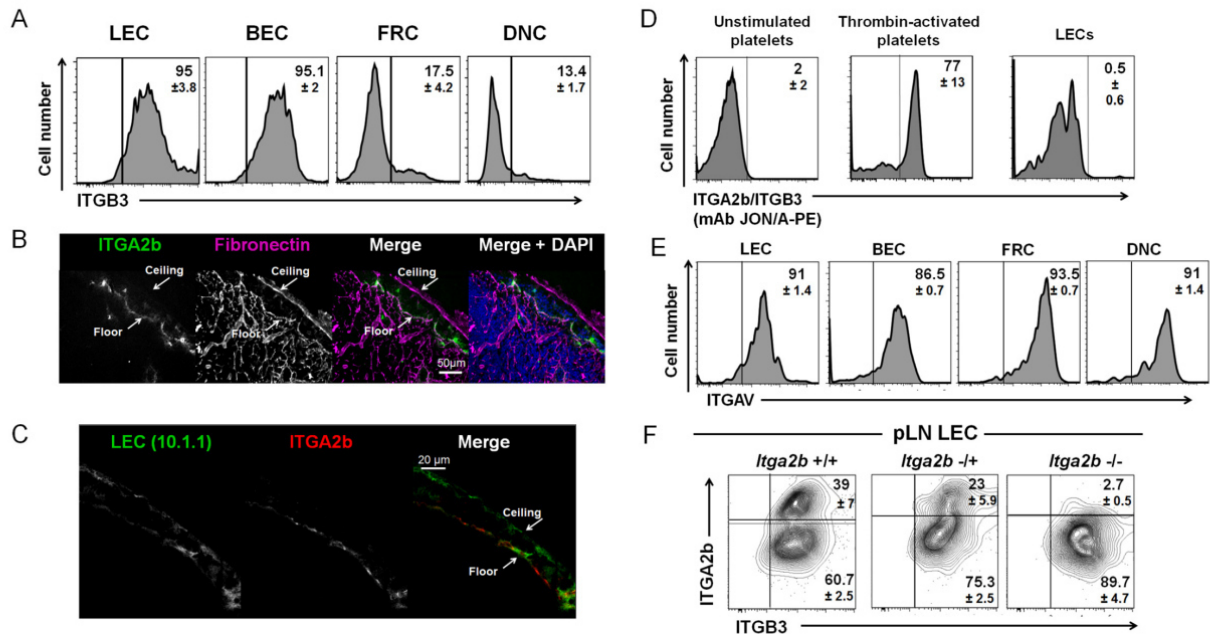 A
LEC BEC FRC DNC
Cell number
95 ±3.8
95.1 ± 2
17.5 ± 4.2
13.4 ± 1.7
ITGB3
B
ITGA2b Fibronectin Merge Merge + DAPI
Ceiling Ceiling Ceiling
Floor Floor Floor
50µm
C
LEC (10.1.1) ITGA2b Merge
20 µm
Ceiling
Floor
D
Unstimulated platelets
Thrombin-activated platelets
LECs
Cell number
2 ± 2
77 ± 13
0.5 ± 0.6
ITGA2b/ITGB3
(mAb JON/A-PE)
E
LEC BEC FRC DNC
Cell number
91 ± 1.4
86.5 ± 0.7
93.5 ± 0.7
91 ± 1.4
ITGAV
F
pLN LEC
Itga2b +/+ Itga2b -/+ Itga2b -/-
ITGA2b
39 ± 7
23 ± 5.9
2.7 ± 0.5
60.7 ± 2.5
75.3 ± 2.5
89.7 ± 4.7
ITGB3